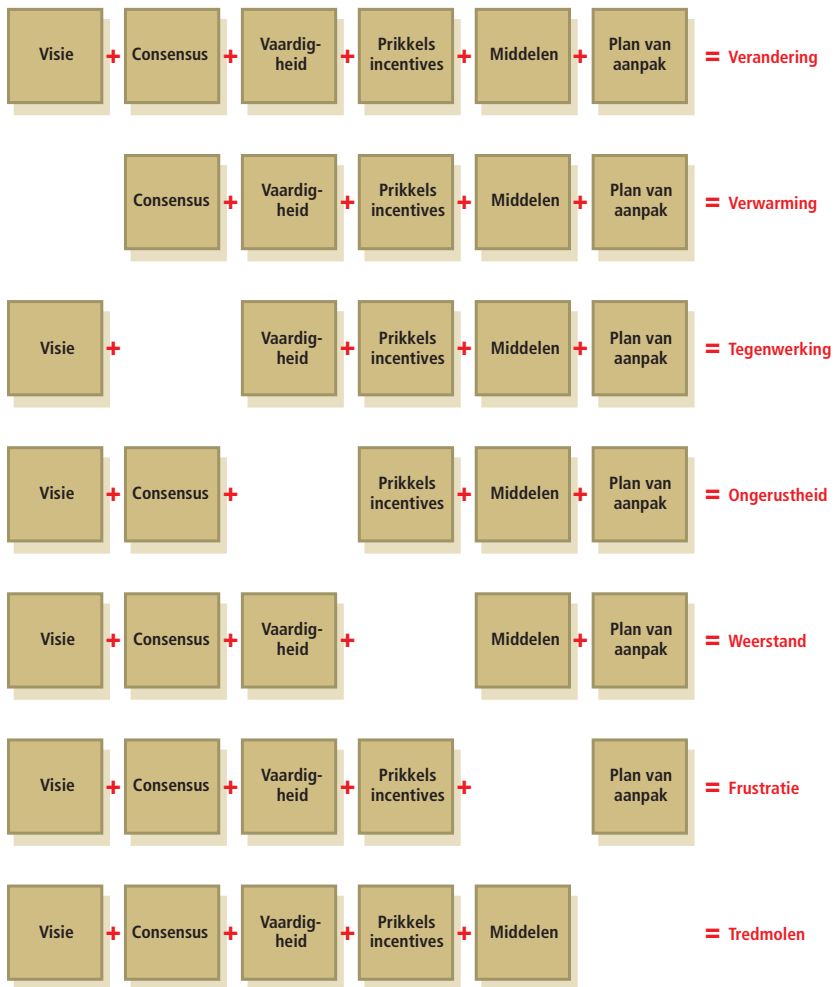 Visie + Consensus + Vaardig-heid + Prikkels incentives + Middelen + Plan van aanpak = Verandering
Consensus + Vaardig-heid + Prikkels incentives + Middelen + Plan van aanpak = Verwarming
Visie + Vaardig-heid + Prikkels incentives + Middelen + Plan van aanpak = Tegenwerking
Visie + Consensus + Prikkels incentives + Middelen + Plan van aanpak = Ongerustheid
Visie + Consensus + Vaardig-heid + Middelen + Plan van aanpak = Weerstand
Visie + Consensus + Vaardig-heid + Prikkels incentives + Plan van aanpak = Frustratie
Visie + Consensus + Vaardig-heid + Prikkels incentives + Middelen = Tredmolen